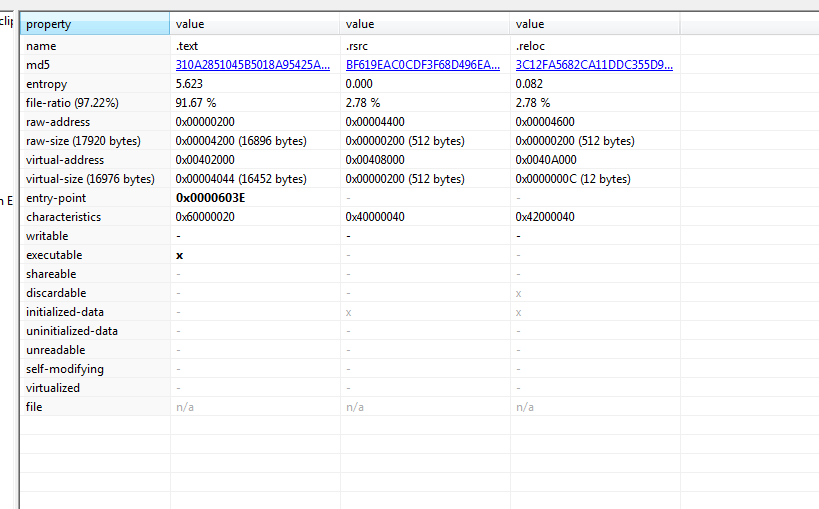 clip
property value value value
name .text .rsrc .reloc
md5 310A2851045B5018A95425A... BF619EAC0CDF3F68D496EA... 3C12FA5682CA11DDC355D9...
entropy 5.623 0.000 0.082
file-ratio (97.22%) 91.67 % 2.78 % 2.78 %
raw-address 0x00000200 0x00004400 0x00004600
raw-size (17920 bytes) 0x00004200 (16896 bytes) 0x00000200 (512 bytes) 0x00000200 (512 bytes)
virtual-address 0x00402000 0x00408000 0x0040A000
virtual-size (16976 bytes) 0x00004044 (16452 bytes) 0x00000200 (512 bytes) 0x0000000C (12 bytes)
n E
entry-point 0x0000603E - -
characteristics 0x60000020 0x40000040 0x42000040
writable - - -
executable x - -
shareable - - -
discardable - - x
initialized-data - x x
uninitialized-data - - -
unreadable - - -
self-modifying - - -
virtualized - - -
file n/a n/a n/a